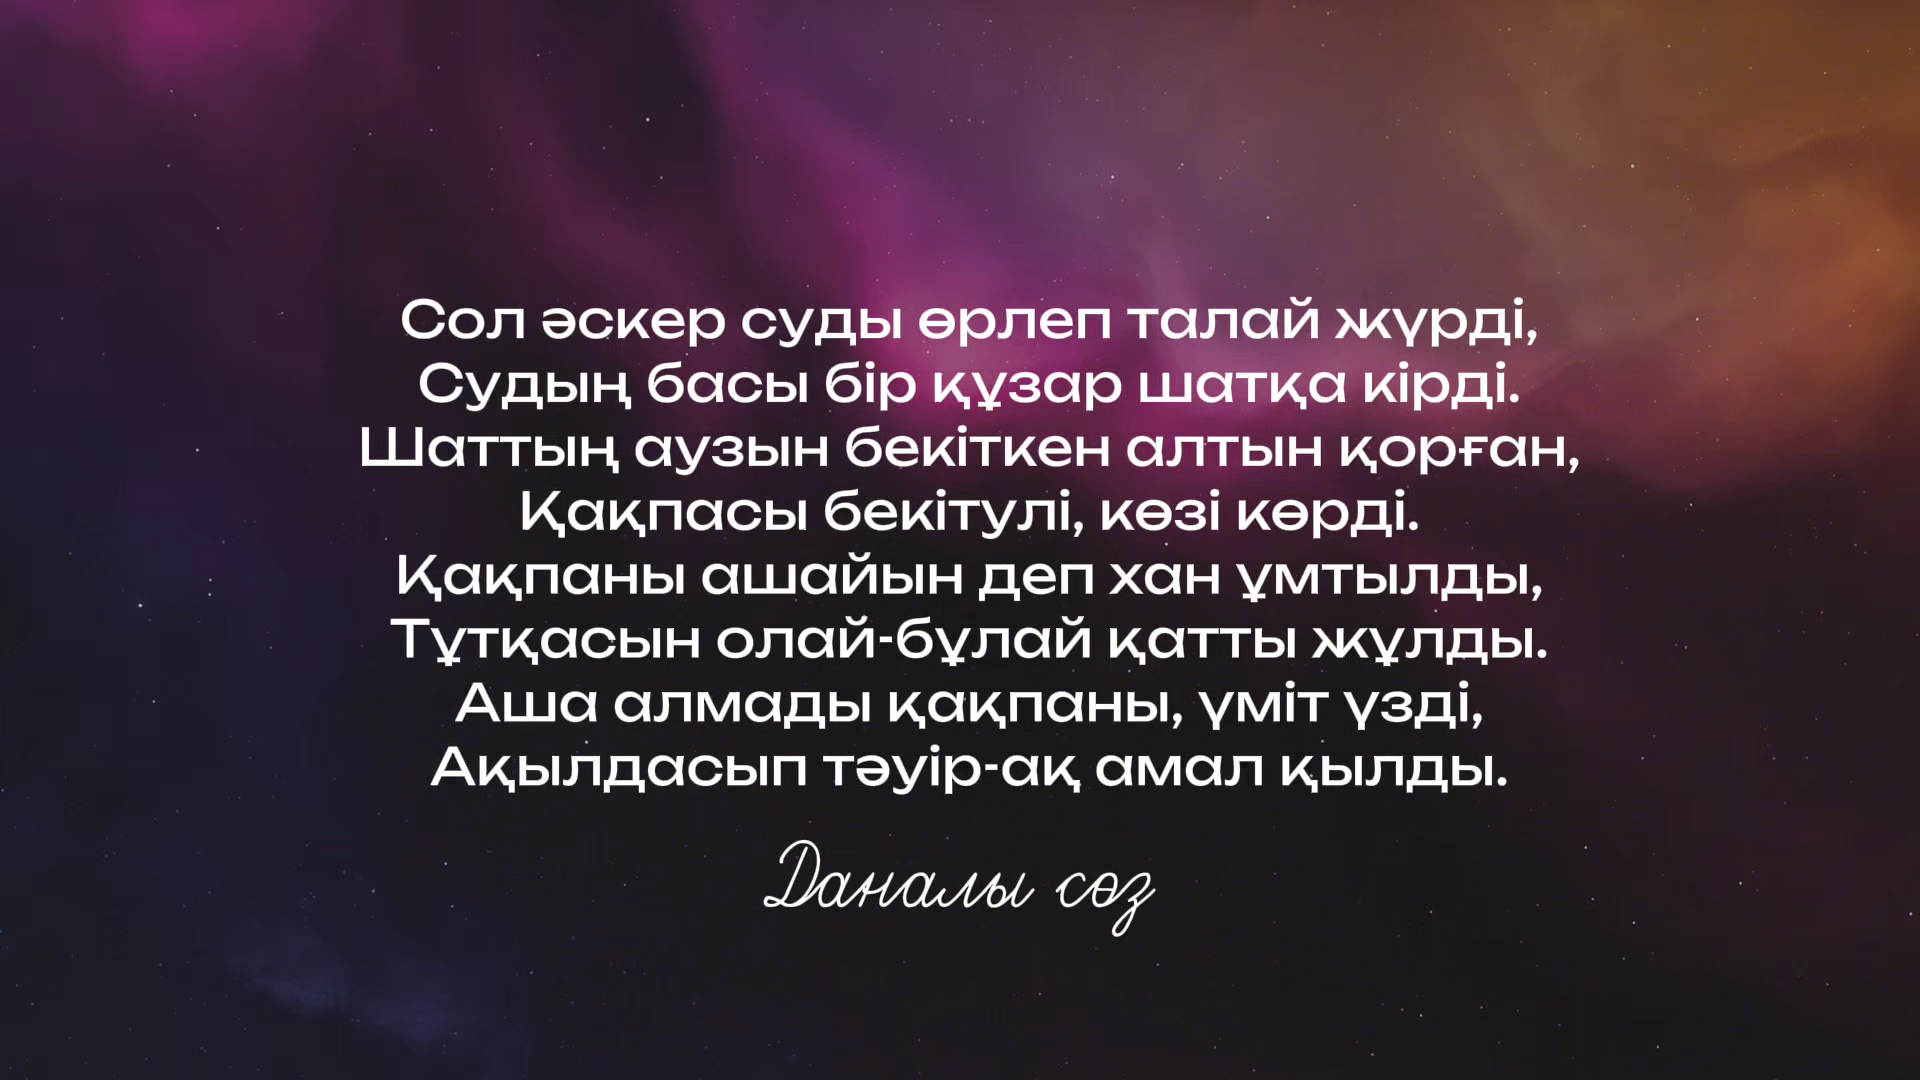 Сол әскер суды өрлеп талай жүрді,
Судың басы бір құзар шатқа кірді.
Шаттың аузын бекіткен алтын қорған,
Қақпасы бекітулі, көзі көрді.
Қақпаны ашайын деп хан ұмтылды,
Тұтқасын олай-бұлай қатты жұлды.
Аша алмады қақпаны, үміт үзді,
Ақылдасып тәуір-ақ амал қылды.
Даналы сөз